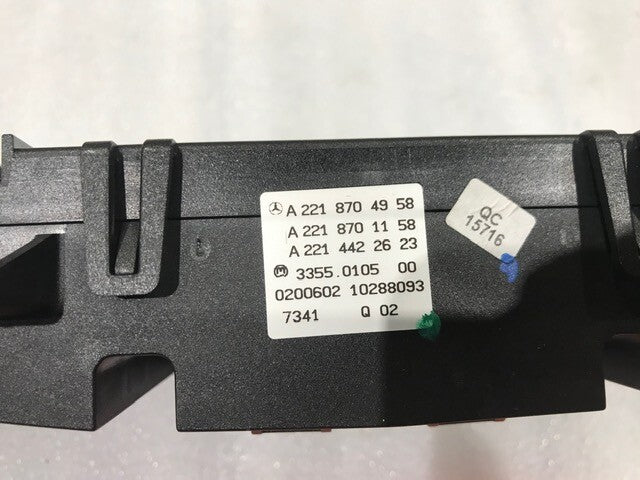 A 221 870 49 58
A 221 870 11 58
A 221 442 26 23
3355.0105 00
0200602 10288093
7341 Q 02
QC
15716